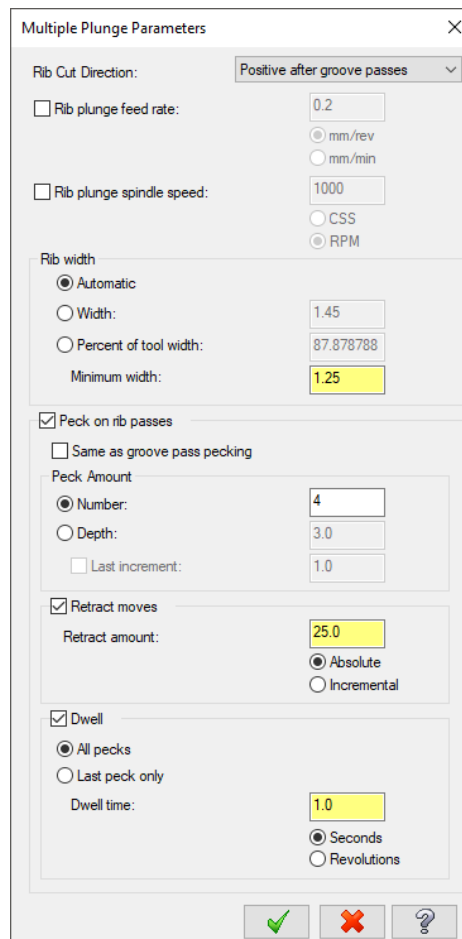 Multiple Plunge Parameters
Rib Cut Direction: Positive after groove passes
Rib plunge feed rate: 0.2
mm/rev
mm/min
Rib plunge spindle speed: 1000
CSS
RPM
Rib width
Automatic
Width: 1.45
Percent of tool width: 87.878788
Minimum width: 1.25
Peck on rib passes
Same as groove pass pecking
Peck Amount
Number: 4
Depth: 3.0
Last increment: 1.0
Retract moves
Retract amount: 25.0
Absolute
Incremental
Dwell
All pecks
Last peck only
Dwell time: 1.0
Seconds
Revolutions
?